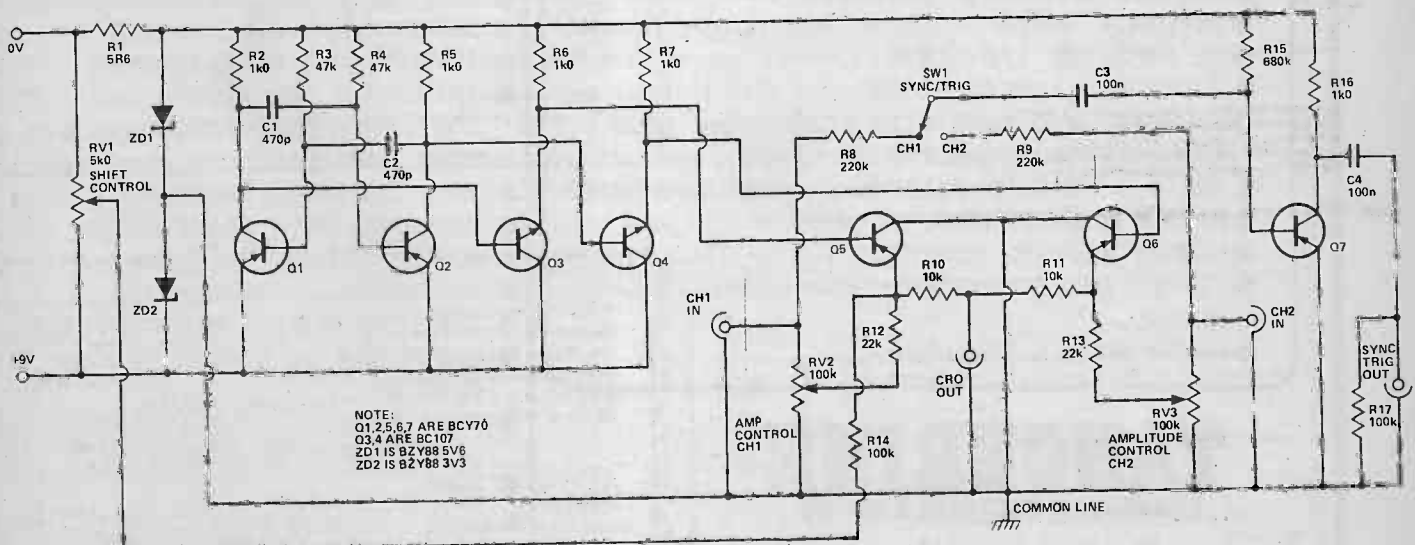 0V
R1
5R6
R2
1k0
R3
47k
R4
47k
R5
1k0
R6
1k0
R7
1k0
R15
680k
R16
1k0
SW1
SYNC/TRIG
C3
100n
C1
470p
C2
470p
R8
220k
CH1
CH2
R9
220k
C4
100n
RV1
5k0
SHIFT
CONTROL
ZD1
ZD2
Q1
Q2
Q3
Q4
Q5
Q6
Q7
R10
10k
R11
10k
CH1
IN
R12
22k
R13
22k
CH2
IN
RV2
100k
CRO
OUT
AMP
CONTROL
CH1
R14
100k
RV3
100k
AMPLITUDE
CONTROL
CH2
SYNC
TRIG
OUT
R17
100k
+9V
NOTE:
Q1,2,5,6,7 ARE BCY70
Q3,4 ARE BC107
ZD1 IS BZY88 5V6
ZD2 IS BZY88 3V3
COMMON LINE